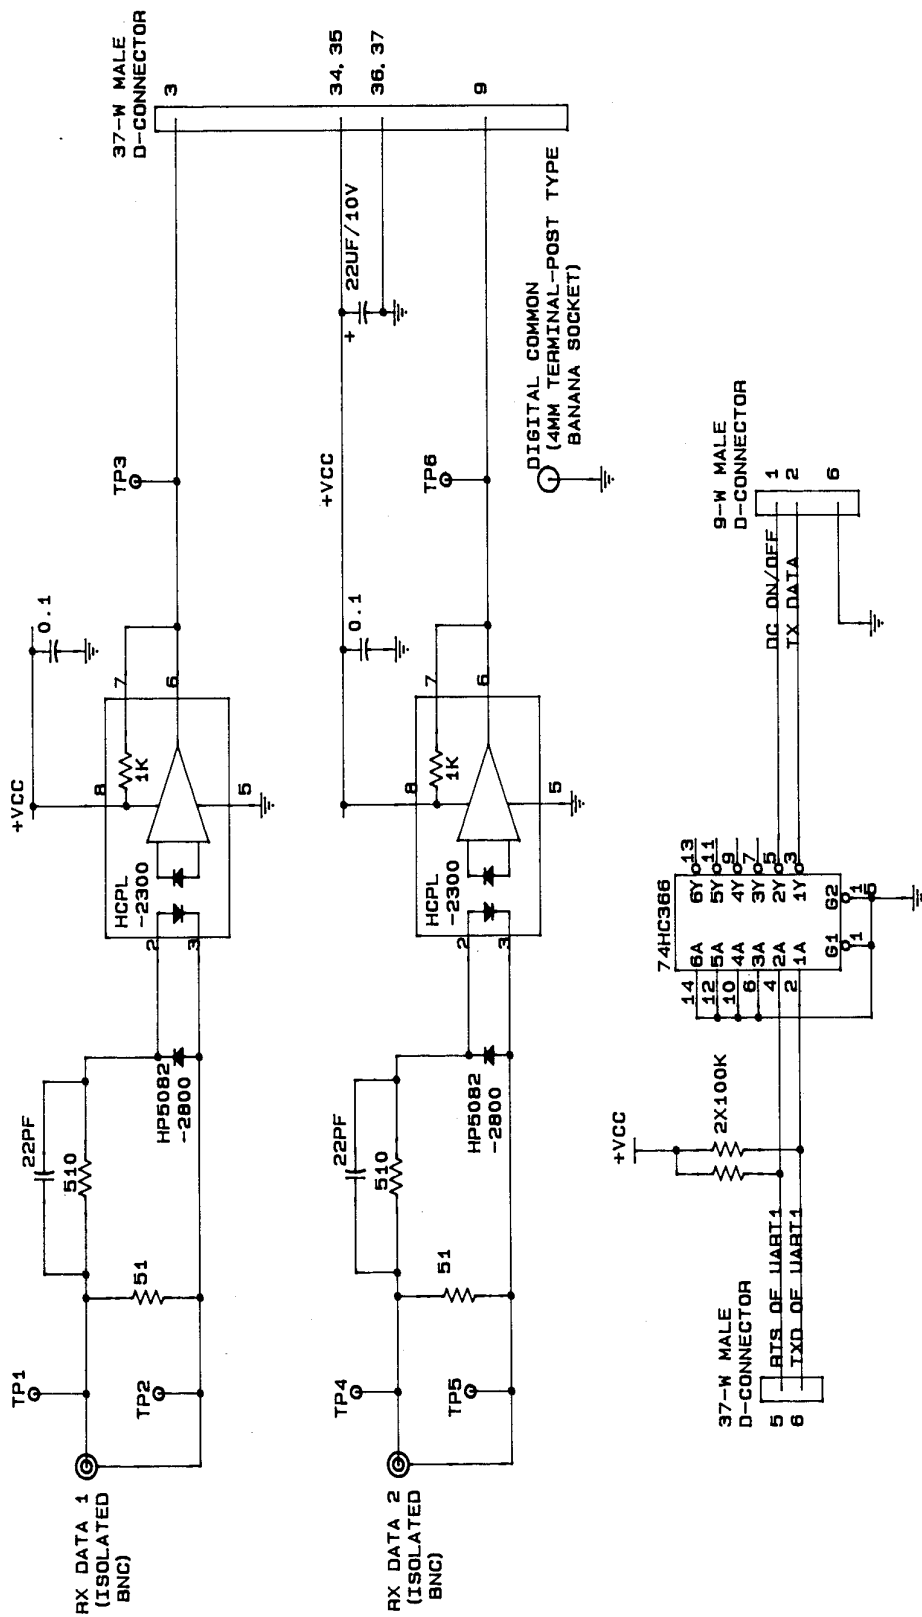 37-W MALE
D-CONNECTOR
+VCC
0.1
TP3
3
TP1
22PF
510
HCPL
-2300
8
7
1K
6
2
3
5
RX DATA 1
(ISOLATED
BNC)
TP2
51
HP5082
-2800
+VCC
22UF/10V
+
34, 35
36, 37
0.1
TP6
9
TP4
22PF
510
HCPL
-2300
8
7
1K
6
2
3
5
RX DATA 2
(ISOLATED
BNC)
TP5
51
HP5082
-2800
DIGITAL COMMON
(4MM TERMINAL-POST TYPE
BANANA SOCKET)
+VCC
2X100K
74HC366
14 6A 6Y 13
12 5A 5Y 11
10 4A 4Y 9
6 3A 3Y 7
4 2A 2Y 5
2 1A 1Y 3
G1 G2
1 15
37-W MALE
D-CONNECTOR
5 RTS OF UART1
6 TXD OF UART1
9-W MALE
D-CONNECTOR
DC ON/OFF 1
TX DATA 2
6